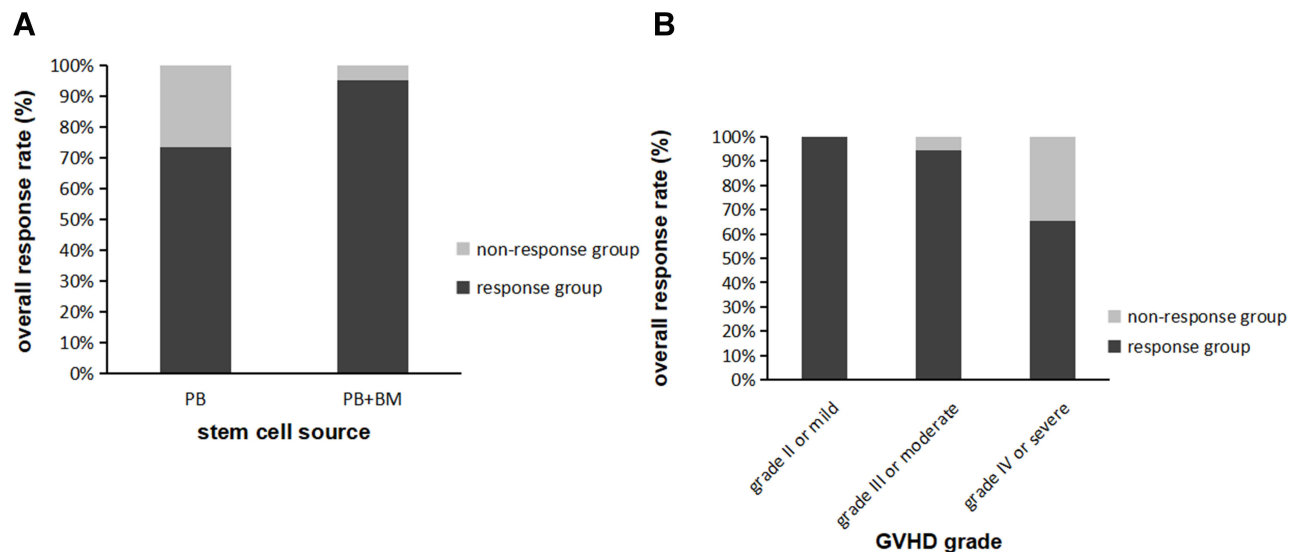 A
overall response rate (%)
100%
90%
80%
70%
60%
50%
40%
30%
20%
10%
0%
PB
PB+BM
stem cell source
non-response group
response group
B
overall response rate (%)
100%
90%
80%
70%
60%
50%
40%
30%
20%
10%
0%
grade II or mild
grade III or moderate
grade IV or severe
GVHD grade
non-response group
response group